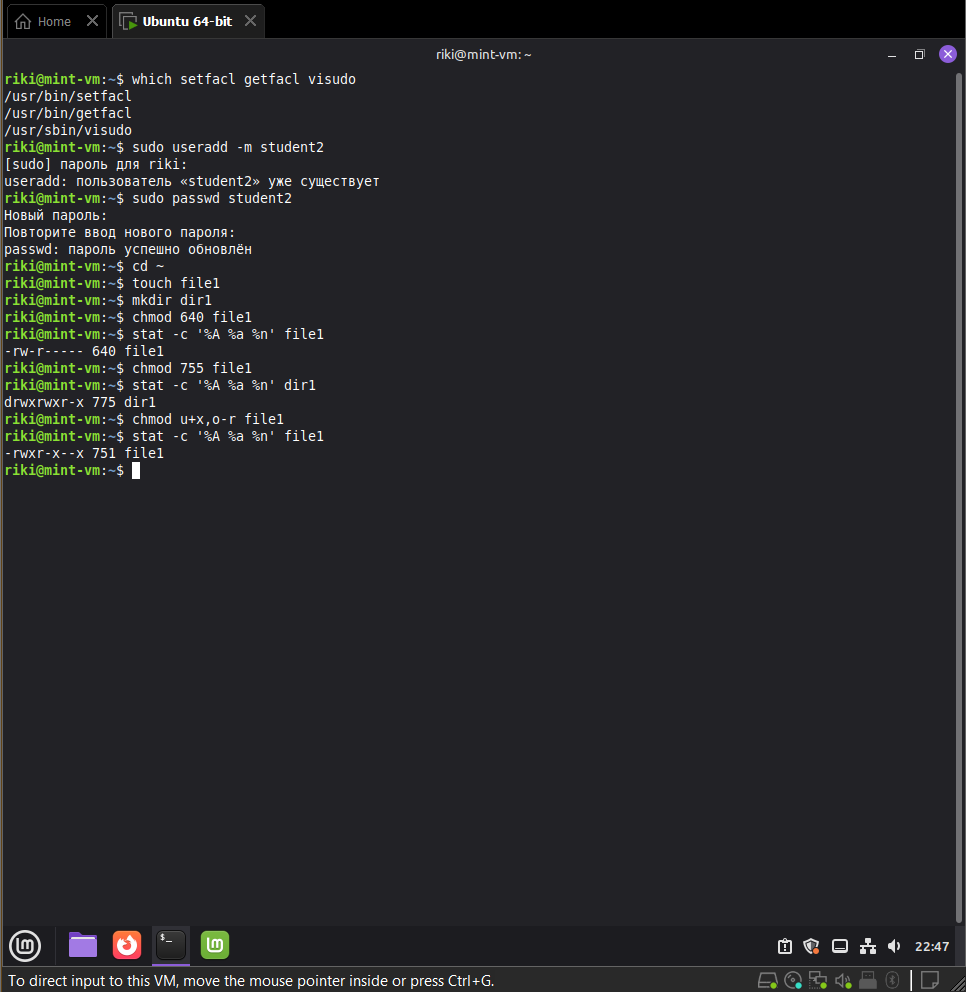 Home
Ubuntu 64-bit
riki@mint-vm: ~
riki@mint-vm:~$ which setfacl getfacl visudo
/usr/bin/setfacl
/usr/bin/getfacl
/usr/sbin/visudo
riki@mint-vm:~$ sudo useradd -m student2
[sudo] пароль для riki:
useradd: пользователь «student2» уже существует
riki@mint-vm:~$ sudo passwd student2
Новый пароль:
Повторите ввод нового пароля:
passwd: пароль успешно обновлён
riki@mint-vm:~$ cd ~
riki@mint-vm:~$ touch file1
riki@mint-vm:~$ mkdir dir1
riki@mint-vm:~$ chmod 640 file1
riki@mint-vm:~$ stat -c '%A %a %n' file1
-rw-r----- 640 file1
riki@mint-vm:~$ chmod 755 file1
riki@mint-vm:~$ stat -c '%A %a %n' dir1
drwxrwxr-x 775 dir1
riki@mint-vm:~$ chmod u+x,o-r file1
riki@mint-vm:~$ stat -c '%A %a %n' file1
-rwxr-x--x 751 file1
riki@mint-vm:~$
22:47
To direct input to this VM, move the mouse pointer inside or press Ctrl+G.